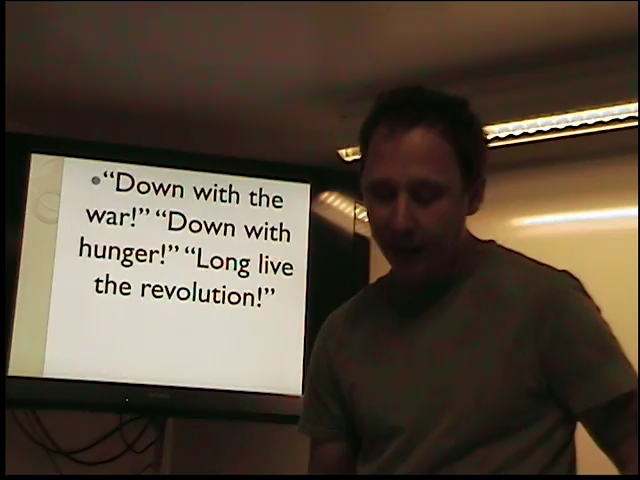 “Down with the
war!” “Down with
hunger!” “Long live
the revolution!”